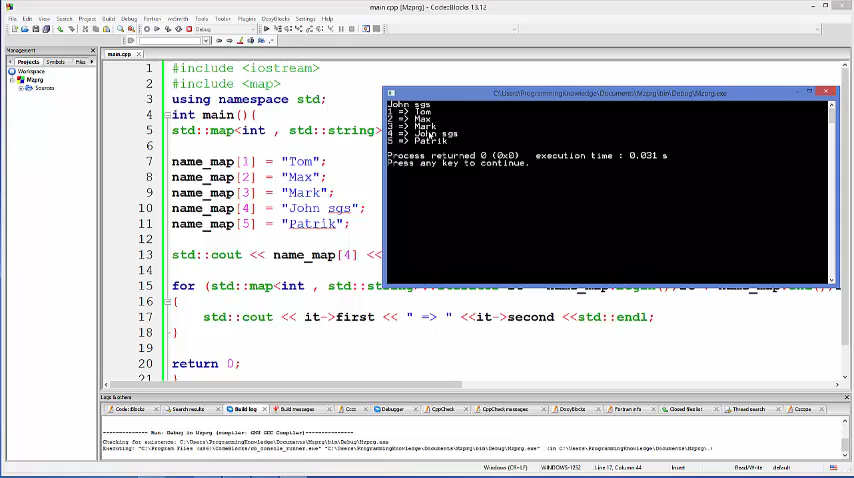 main.cpp [Mzprg] - Code::Blocks 13.12
File Edit View Search Project Build Debug Fortran wxSmith Tools Tools+ Plugins DoxyBlocks Settings Help
Debug
Management
main.cpp
Projects Symbols Files
Workspace
Mzprg
Sources
1 #include <iostream>
2 #include <map>
3 using namespace std;
4 int main(){
5 std::map<int , std::string>
6
7 name_map[1] = "Tom";
8 name_map[2] = "Max";
9 name_map[3] = "Mark";
10 name_map[4] = "John sgs";
11 name_map[5] = "Patrik";
12
13 std::cout << name_map[4] <<
14
15 for (std::map<int , std::string>
16 {
17 std::cout << it->first << " => " <<it->second <<std::endl;
18 }
19
20 return 0;
21 }
C:\Users\ProgrammingKnowledge\Documents\Mzprg\bin\Debug\Mzprg.exe
John sgs
1 => Tom
2 => Max
3 => Mark
4 => John sgs
5 => Patrik
Process returned 0 (0x0) execution time : 0.031 s
Press any key to continue.
Logs & others
Code::Blocks Search results Build log Build messages Cccc Debugger CppCheck CppCheck messages DoxyBlocks Fortran info Closed files list Thread search Cscope
-------------- Run: Debug in Mzprg (compiler: GNU GCC Compiler)---------------
Checking for existence: C:\Users\ProgrammingKnowledge\Documents\Mzprg\bin\Debug\Mzprg.exe
Executing: "C:\Program Files (x86)\CodeBlocks/cb_console_runner.exe" "C:\Users\ProgrammingKnowledge\Documents\Mzprg\bin\Debug\Mzprg.exe" (in C:\Users\ProgrammingKnowledge\Documents\Mzprg\.)
Windows (CR+LF) WINDOWS-1252 Line 17, Column 44 Insert Read/Write default